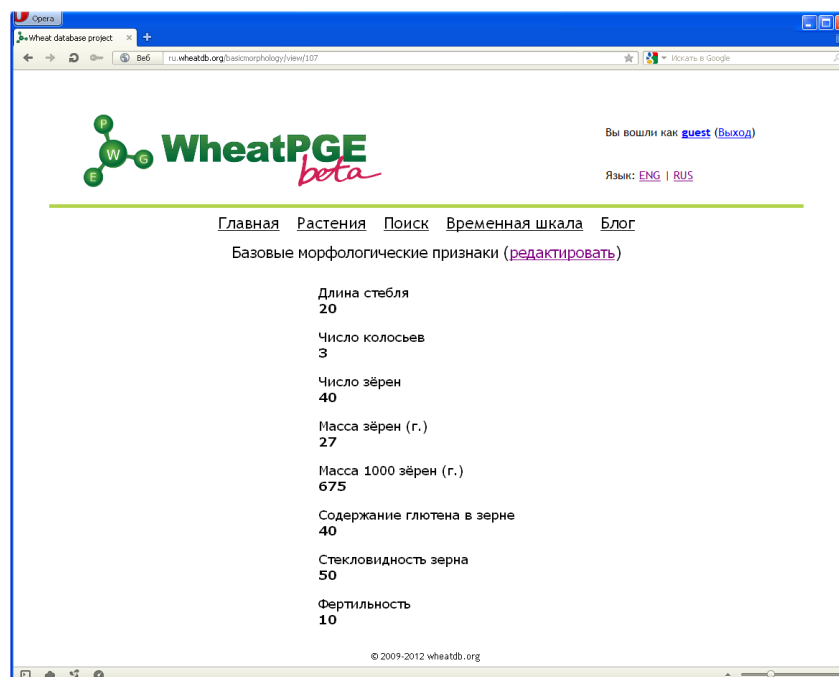 Opera
Wheat database project
Веб ru.wheatdb.org/basicmorphology/view/107 Искать в Google
P
W G
E
WheatPGE
beta
Вы вошли как guest (Выход)
Язык: ENG | RUS
Главная Растения Поиск Временная шкала Блог
Базовые морфологические признаки (редактировать)
Длина стебля
20
Число колосьев
3
Число зёрен
40
Масса зёрен (г.)
27
Масса 1000 зёрен (г.)
675
Содержание глютена в зерне
40
Стекловидность зерна
50
Фертильность
10
© 2009-2012 wheatdb.org